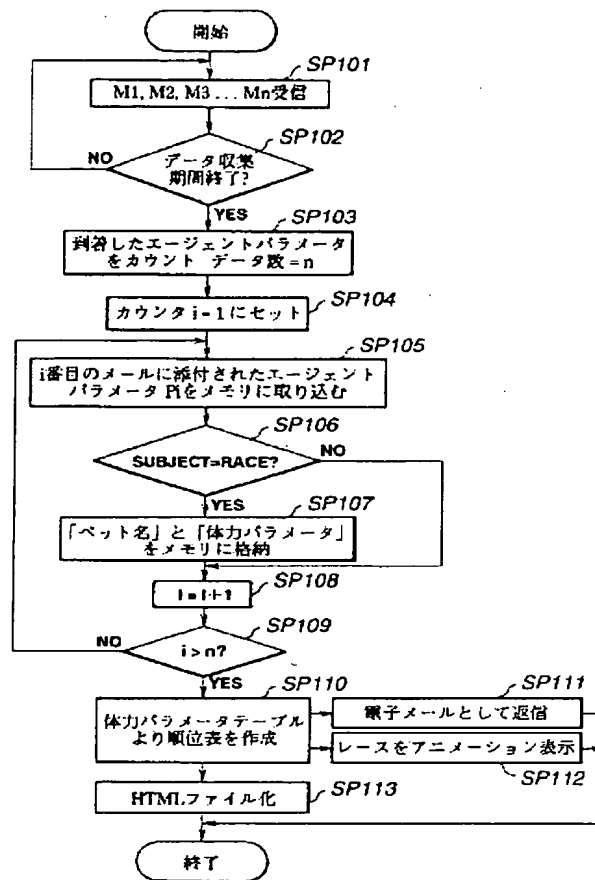 開始
SP101
M1, M2, M3 ... Mn受信
SP102
NO
データ収集
期間終了?
YES
SP103
到着したエージェントパラメータ
をカウント データ数=n
SP104
カウンタi=1にセット
SP105
i番目のメールに添付されたエージェント
パラメータPiをメモリに取り込む
SP106
NO
SUBJECT=RACE?
YES
SP107
「ペット名」と「体力パラメータ」
をメモリに格納
SP108
i=i+1
SP109
NO
i>n?
YES
SP110
SP111
体力パラメータテーブル
より順位表を作成
電子メールとして返信
レースをアニメーション表示
SP112
SP113
HTMLファイル化
終了